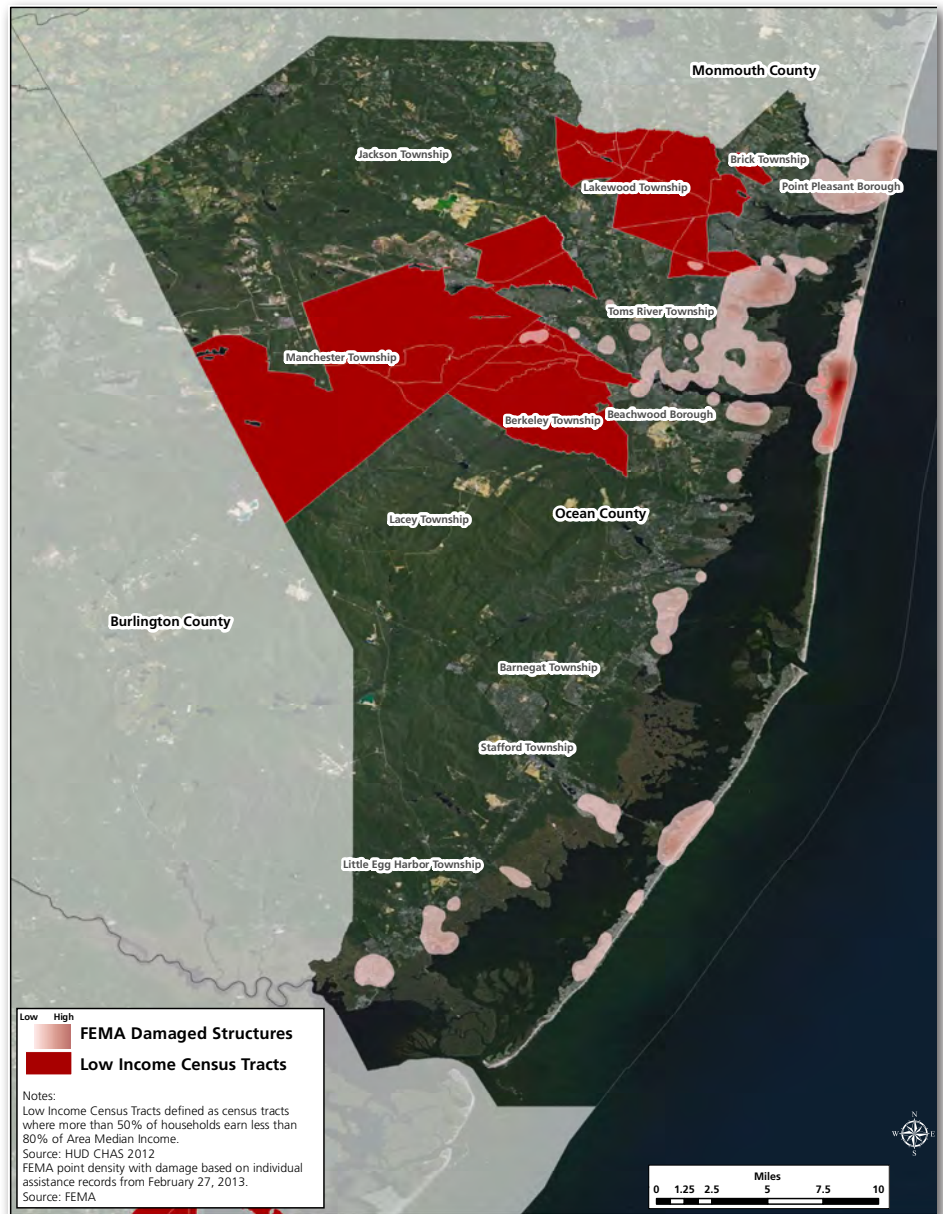 Monmouth County
Jackson Township
Brick Township
Lakewood Township
Point Pleasant Borough
Toms River Township
Manchester Township
Beachwood Borough
Berkeley Township
Ocean County
Lacey Township
Burlington County
Barnegat Township
Stafford Township
Little Egg Harbor Township
Low High
FEMA Damaged Structures
Low Income Census Tracts
Notes:
Low Income Census Tracts defined as census tracts
where more than 50% of households earn less than
80% of Area Median Income.
Source: HUD CHAS 2012
FEMA point density with damage based on individual
assistance records from February 27, 2013.
Source: FEMA
N
W E
S
Miles
0 1.25 2.5 5 7.5 10